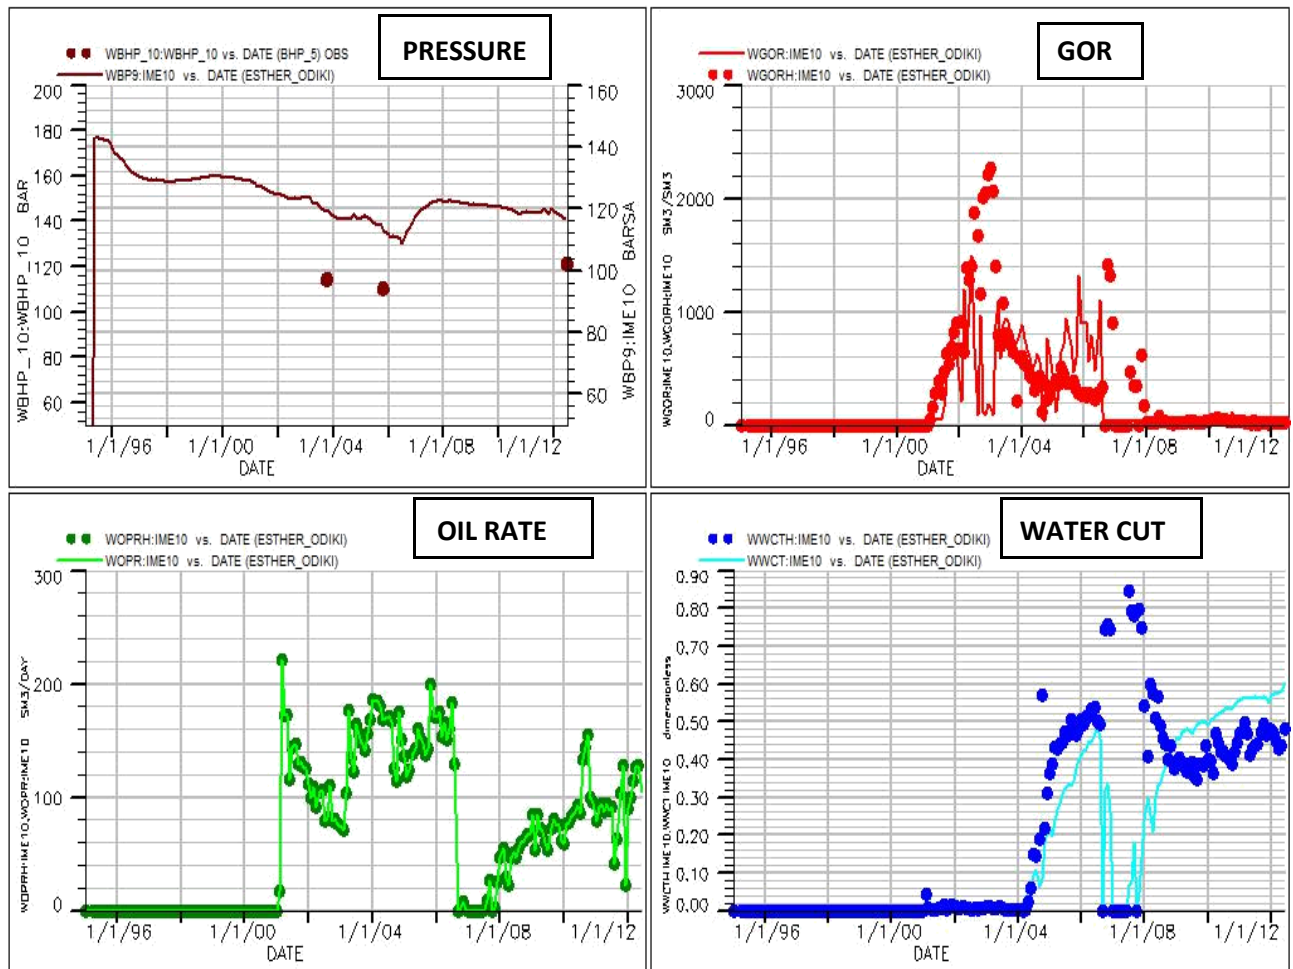 WBHP_10:WBHP_10 vs. DATE (BHP_5) OBS
WBP9:IME10 vs. DATE (ESTHER_ODIKI)
PRESSURE
200
180
160
140
120
100
80
60
160
140
120
100
80
60
WBHP_10:WBHP_10 BAR
WBP9:IME10 BARSA
1/1/96
1/1/00
1/1/04
1/1/08
1/1/12
DATE
WGOR:IME10 vs. DATE (ESTHER_ODIKI)
WGORH:IME10 vs. DATE (ESTHER_ODIKI)
GOR
3000
2000
1000
0
WGOR:IME10,WGORH:IME10 SM3/SM3
1/1/96
1/1/00
1/1/04
1/1/08
1/1/12
DATE
WOPRH:IME10 vs. DATE (ESTHER_ODIKI)
WOPR:IME10 vs. DATE (ESTHER_ODIKI)
OIL RATE
300
200
100
0
WOPRH:IME10,WOPR:IME10 SM3/DAY
1/1/96
1/1/00
1/1/04
1/1/08
1/1/12
DATE
WWCTH:IME10 vs. DATE (ESTHER_ODIKI)
WWCT:IME10 vs. DATE (ESTHER_ODIKI)
WATER CUT
0.90
0.80
0.70
0.60
0.50
0.40
0.30
0.20
0.10
0.00
WWCTH:IME10,WWCT:IME10 dimensionless
1/1/96
1/1/00
1/1/04
1/1/08
1/1/12
DATE